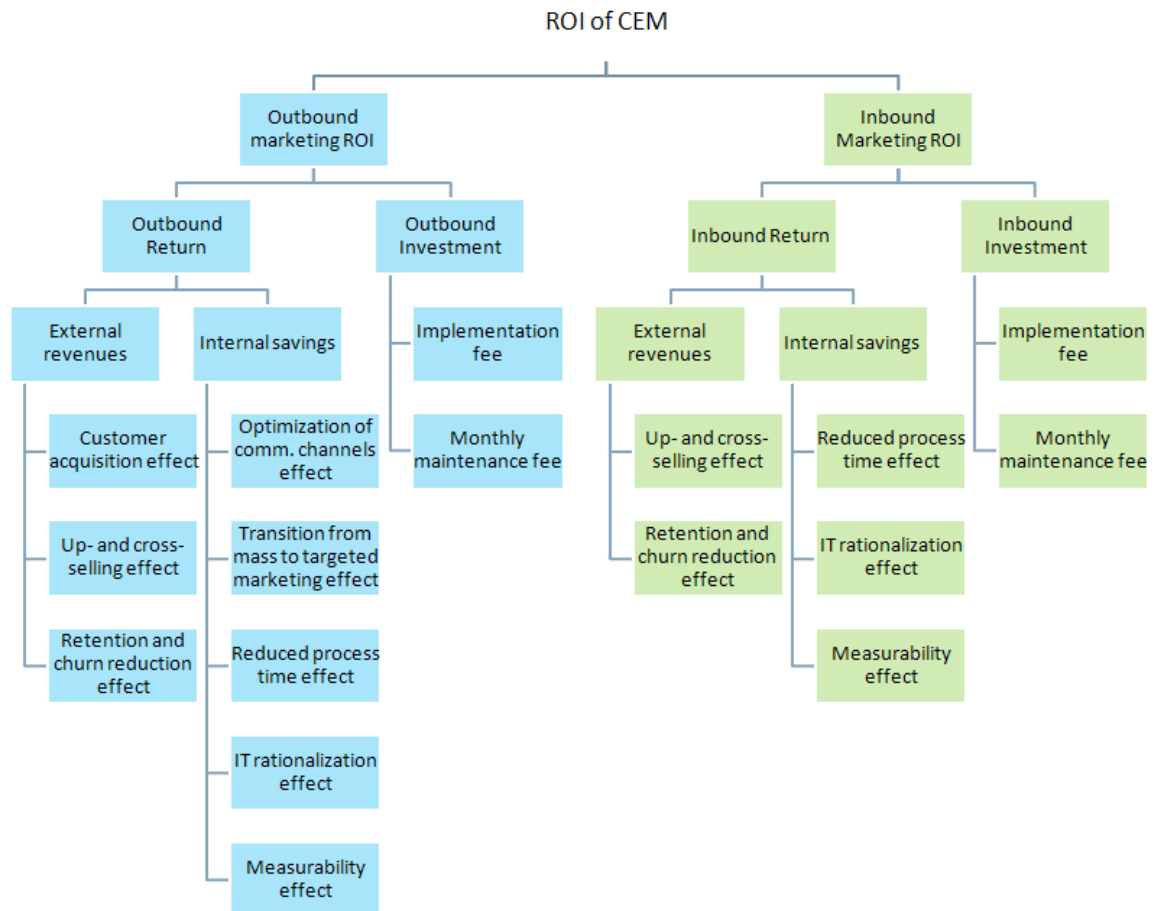 ROI of CEM
Outbound
marketing ROI
Inbound
Marketing ROI
Outbound
Return
Outbound
Investment
Inbound Return
Inbound
Investment
External
revenues
Internal savings
Implementation
fee
External
revenues
Internal savings
Implementation
fee
Customer
acquisition effect
Optimization of
comm. channels
effect
Monthly
maintenance fee
Up- and cross-
selling effect
Reduced process
time effect
Monthly
maintenance fee
Up- and cross-
selling effect
Transition from
mass to targeted
marketing effect
Retention and
churn reduction
effect
IT rationalization
effect
Retention and
churn reduction
effect
Reduced process
time effect
Measurability
effect
IT rationalization
effect
Measurability
effect